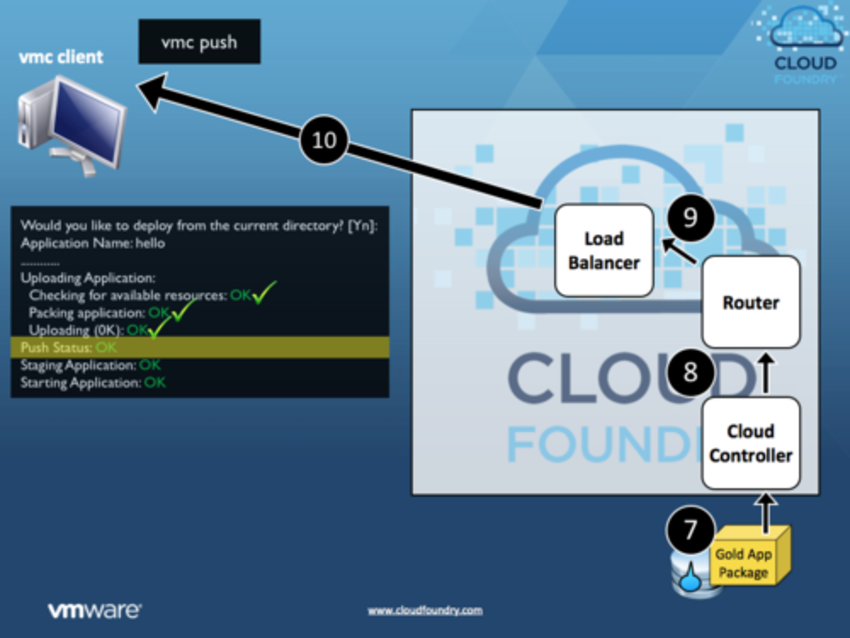 vmc push
vmc client
CLOUD
FOUNDRY
10
Would you like to deploy from the current directory? [Yn]:
Application Name: hello
............
Uploading Application:
Checking for available resources: OK
Packing application: OK
Uploading (0K): OK
Push Status: OK
Staging Application: OK
Starting Application: OK
9
Load
Balancer
Router
8
CLOUD
FOUND
Cloud
Controller
7
Gold App
Package
vmware
www.cloudfoundry.com